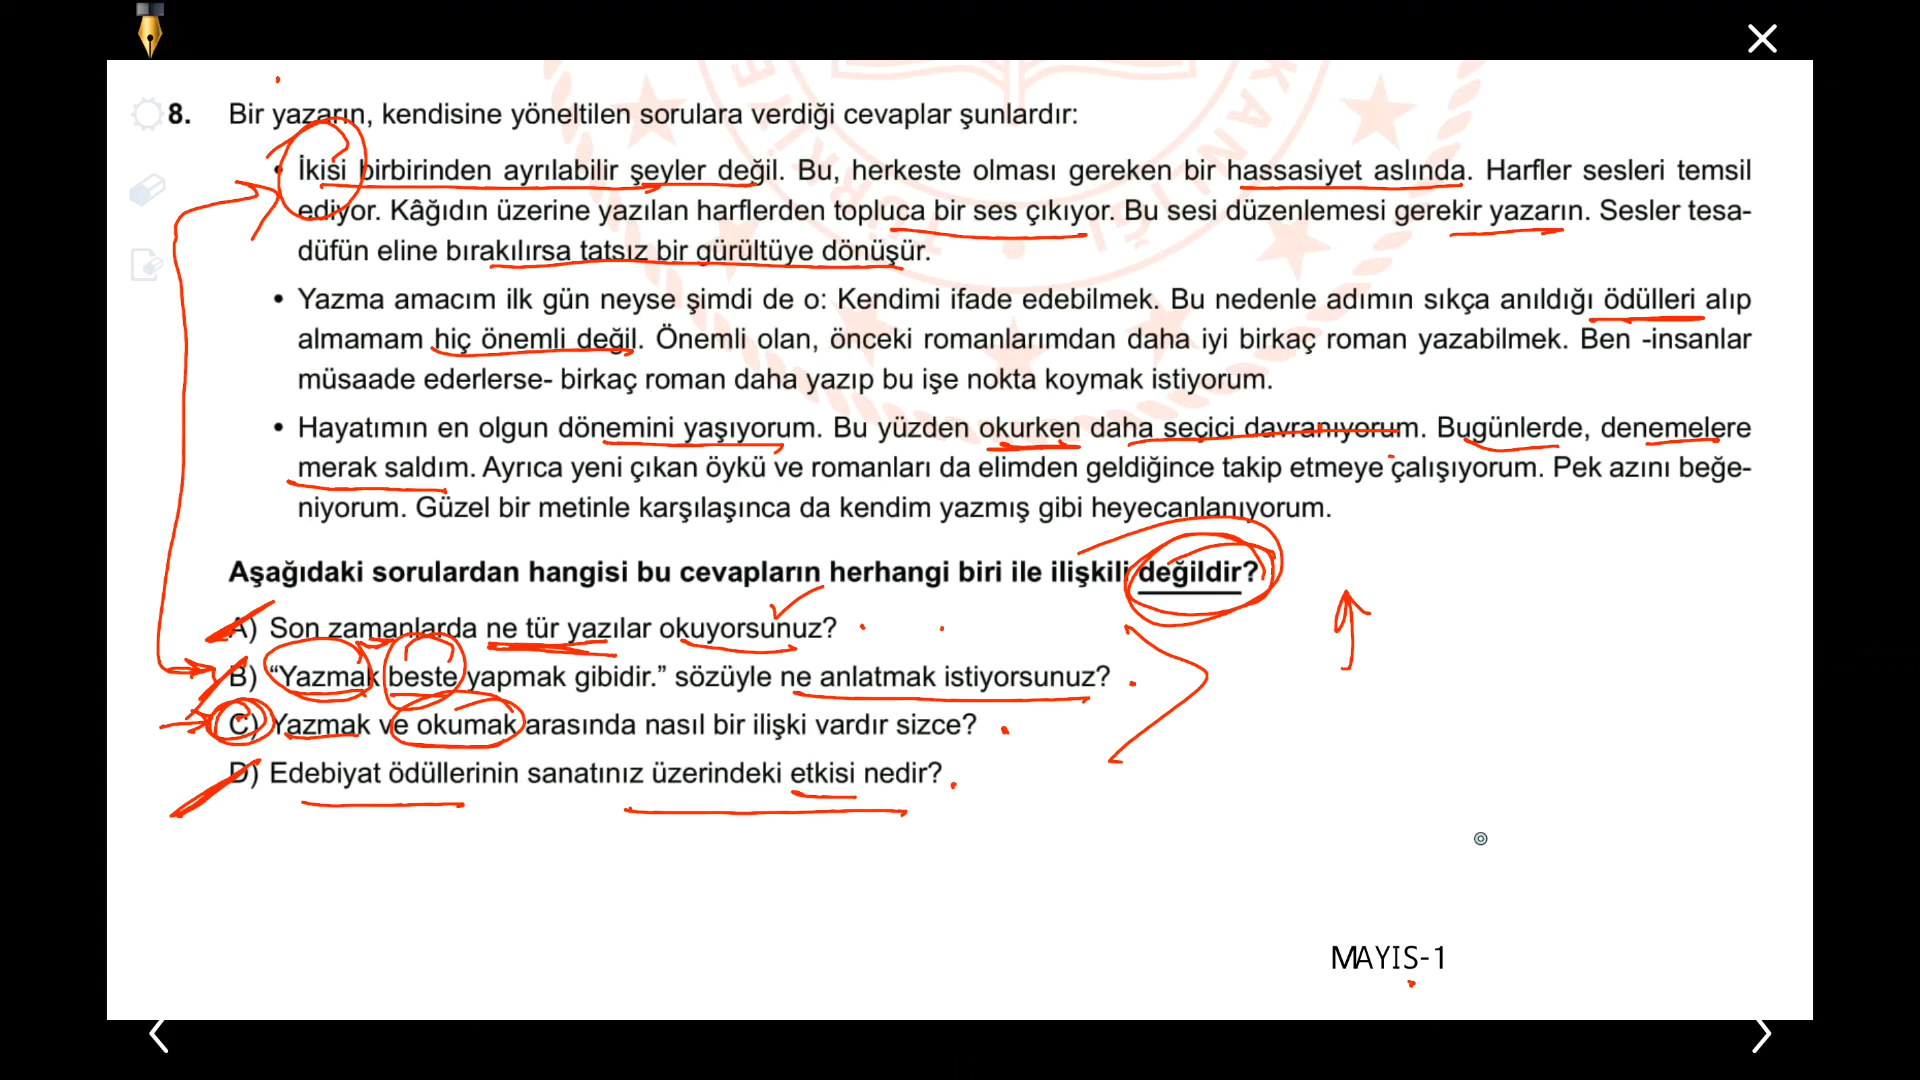 8. Bir yazarın, kendisine yöneltilen sorulara verdiği cevaplar şunlardır:
• İkisi birbirinden ayrılabilir şeyler değil. Bu, herkeste olması gereken bir hassasiyet aslında. Harfler sesleri temsil
ediyor. Kâğıdın üzerine yazılan harflerden topluca bir ses çıkıyor. Bu sesi düzenlemesi gerekir yazarın. Sesler tesa-
düfün eline bırakılırsa tatsız bir gürültüye dönüşür.
• Yazma amacım ilk gün neyse şimdi de o: Kendimi ifade edebilmek. Bu nedenle adımın sıkça anıldığı ödülleri alıp
almamam hiç önemli değil. Önemli olan, önceki romanlarımdan daha iyi birkaç roman yazabilmek. Ben -insanlar
müsaade ederlerse- birkaç roman daha yazıp bu işe nokta koymak istiyorum.
• Hayatımın en olgun dönemini yaşıyorum. Bu yüzden okurken daha seçici davranıyorum. Bugünlerde, denemelere
merak saldım. Ayrıca yeni çıkan öykü ve romanları da elimden geldiğince takip etmeye çalışıyorum. Pek azını beğe-
niyorum. Güzel bir metinle karşılaşınca da kendim yazmış gibi heyecanlanıyorum.
Aşağıdaki sorulardan hangisi bu cevapların herhangi biri ile ilişkili değildir?
A) Son zamanlarda ne tür yazılar okuyorsunuz?
B) “Yazmak beste yapmak gibidir.” sözüyle ne anlatmak istiyorsunuz?
C) Yazmak ve okumak arasında nasıl bir ilişki vardır sizce?
D) Edebiyat ödüllerinin sanatınız üzerindeki etkisi nedir?
MAYIS-1